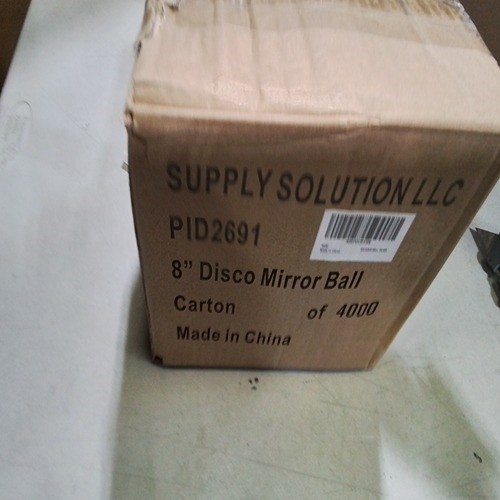 SUPPLY SOLUTION LLC
PID2691
8" Disco Mirror Ball
Carton of 4000
Made in China